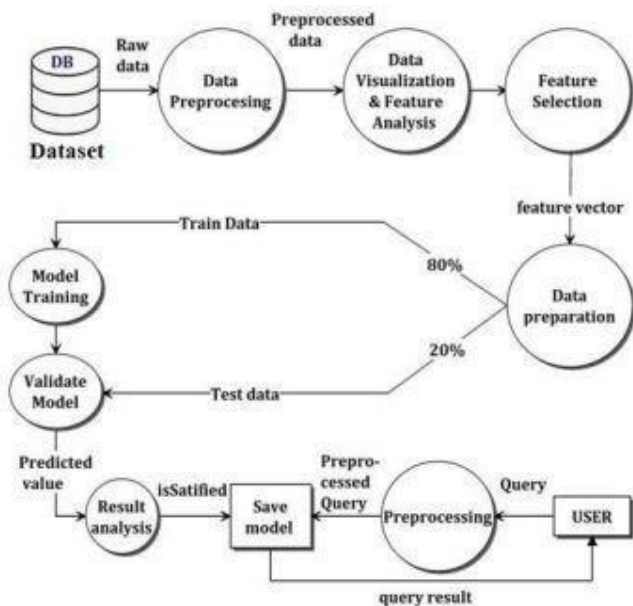 DB
Dataset
Raw
data
Data
Preprocesing
Preprocessed
data
Data
Visualization
& Feature
Analysis
Feature
Selection
feature vector
Data
preparation
80%
Train Data
20%
Test data
Model
Training
Validate
Model
Predicted
value
Result
analysis
isSatified
Save
model
Prepro-
cessed
Query
Preprocessing
Query
USER
query result